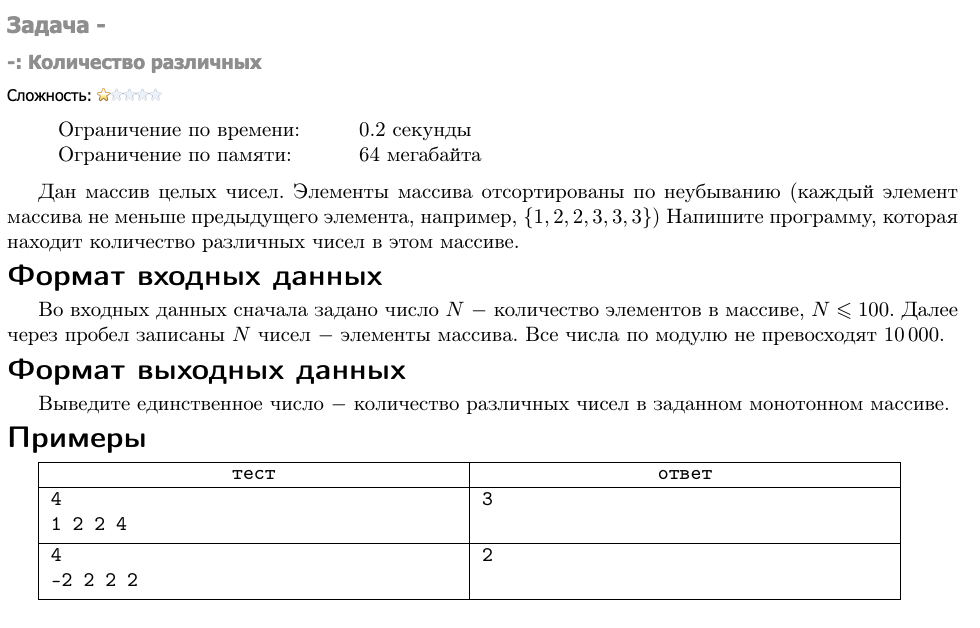 Задача -
-: Количество различных
Сложность:
Ограничение по времени: 0.2 секунды
Ограничение по памяти: 64 мегабайта
Дан массив целых чисел. Элементы массива отсортированы по неубыванию (каждый элемент
массива не меньше предыдущего элемента, например, {1, 2, 2, 3, 3, 3}) Напишите программу, которая
находит количество различных чисел в этом массиве.
Формат входных данных
Во входных данных сначала задано число N − количество элементов в массиве, N ⩽ 100. Далее
через пробел записаны N чисел − элементы массива. Все числа по модулю не превосходят 10 000.
Формат выходных данных
Выведите единственное число − количество различных чисел в заданном монотонном массиве.
Примеры
тест ответ
4 3
1 2 2 4
4 2
-2 2 2 2